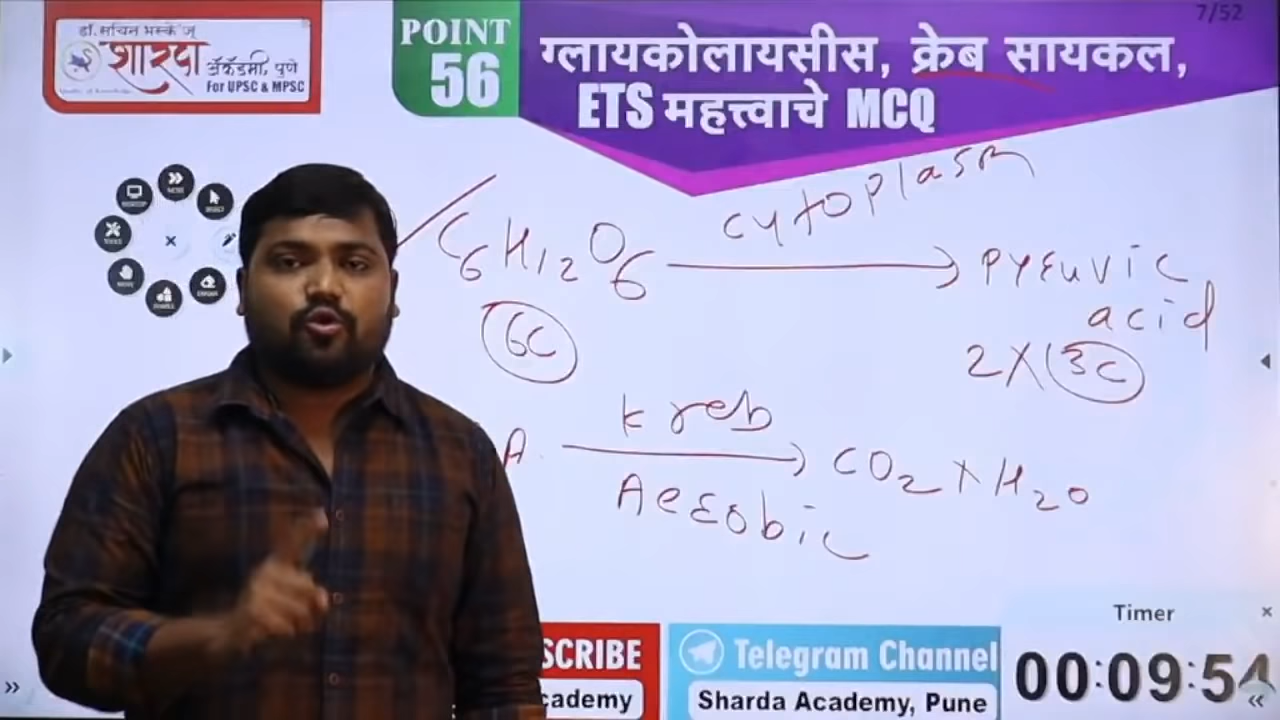 7/52
डॉ. सचिन भस्के ज्
शारदा
ॲकॅडमी, पुणे
For UPSC & MPSC
POINT
56
ग्लायकोलायसीस, क्रेब सायकल,
ETS महत्त्वाचे MCQ
C6H12O6
cytoplasm
pyruvic
acid
6C
2X(3C
A
kreb
Aerobic
CO2 X H2O
SCRIBE
cademy
Telegram Channel
Sharda Academy, Pune
Timer
00:09:54